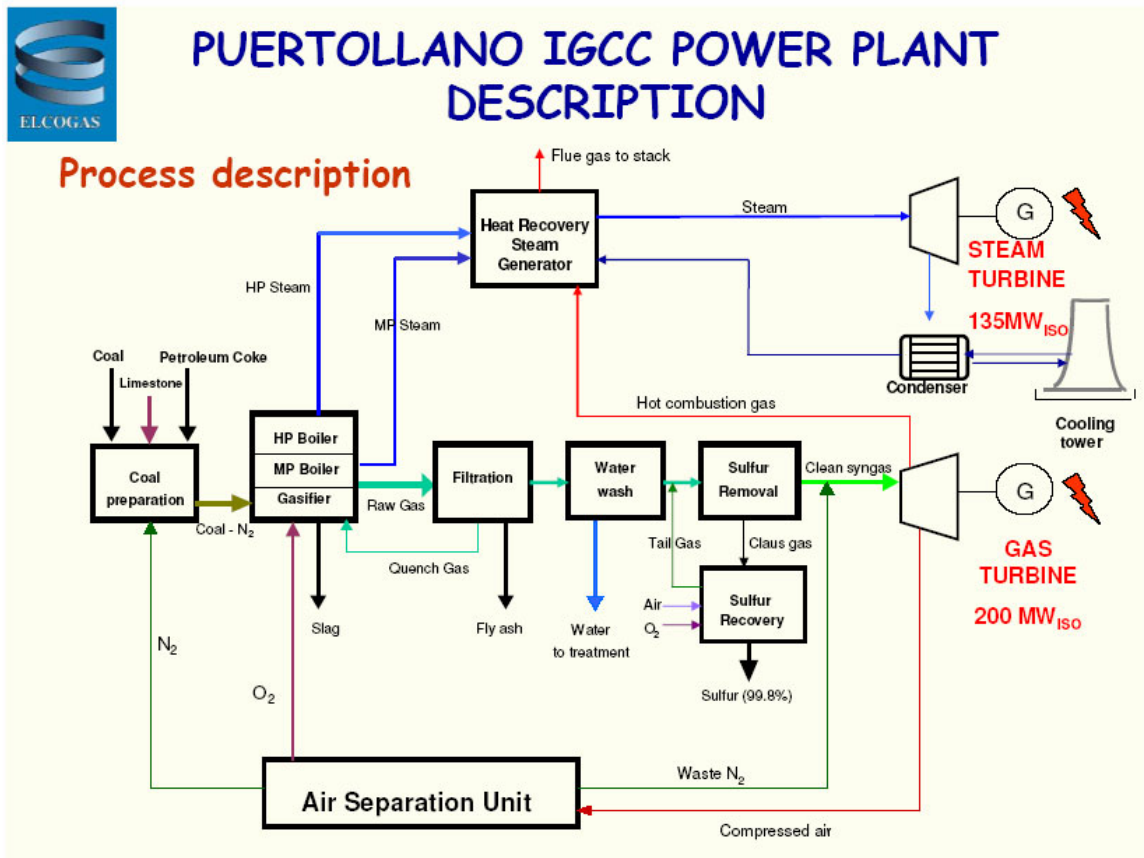 ELCOGAS
PUERTOLLANO IGCC POWER PLANT
DESCRIPTION
Process description
Flue gas to stack
Heat Recovery
Steam
Generator
Steam
G
STEAM
TURBINE
135MWISO
HP Steam
MP Steam
Condenser
Cooling
tower
Coal
Petroleum Coke
Limestone
Hot combustion gas
Coal
preparation
HP Boiler
MP Boiler
Gasifier
Coal - N2
Raw Gas
Filtration
Water
wash
Sulfur
Removal
Clean syngas
G
GAS
TURBINE
200 MWISO
Quench Gas
Tail Gas
Claus gas
Slag
Fly ash
Water
to treatment
Air
O2
Sulfur
Recovery
Sulfur (99.8%)
N2
O2
Air Separation Unit
Waste N2
Compressed air